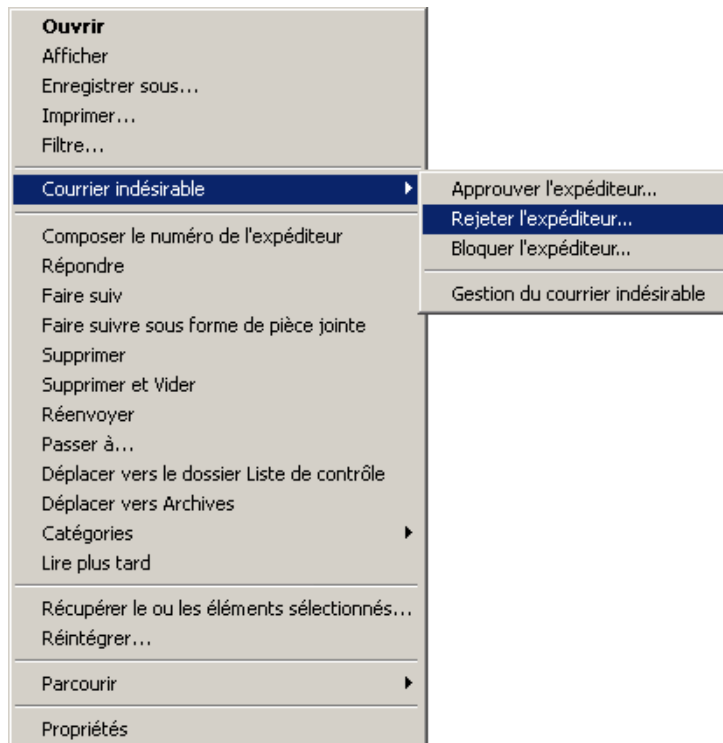 Ouvrir
Afficher
Enregistrer sous...
Imprimer...
Filtre...
Courrier indésirable
Composer le numéro de l'expéditeur
Répondre
Faire suiv
Faire suivre sous forme de pièce jointe
Supprimer
Supprimer et Vider
Réenvoyer
Passer à...
Déplacer vers le dossier Liste de contrôle
Déplacer vers Archives
Catégories
Lire plus tard
Récupérer le ou les éléments sélectionnés...
Réintégrer...
Parcourir
Propriétés
Approuver l'expéditeur...
Rejeter l'expéditeur...
Bloquer l'expéditeur...
Gestion du courrier indésirable